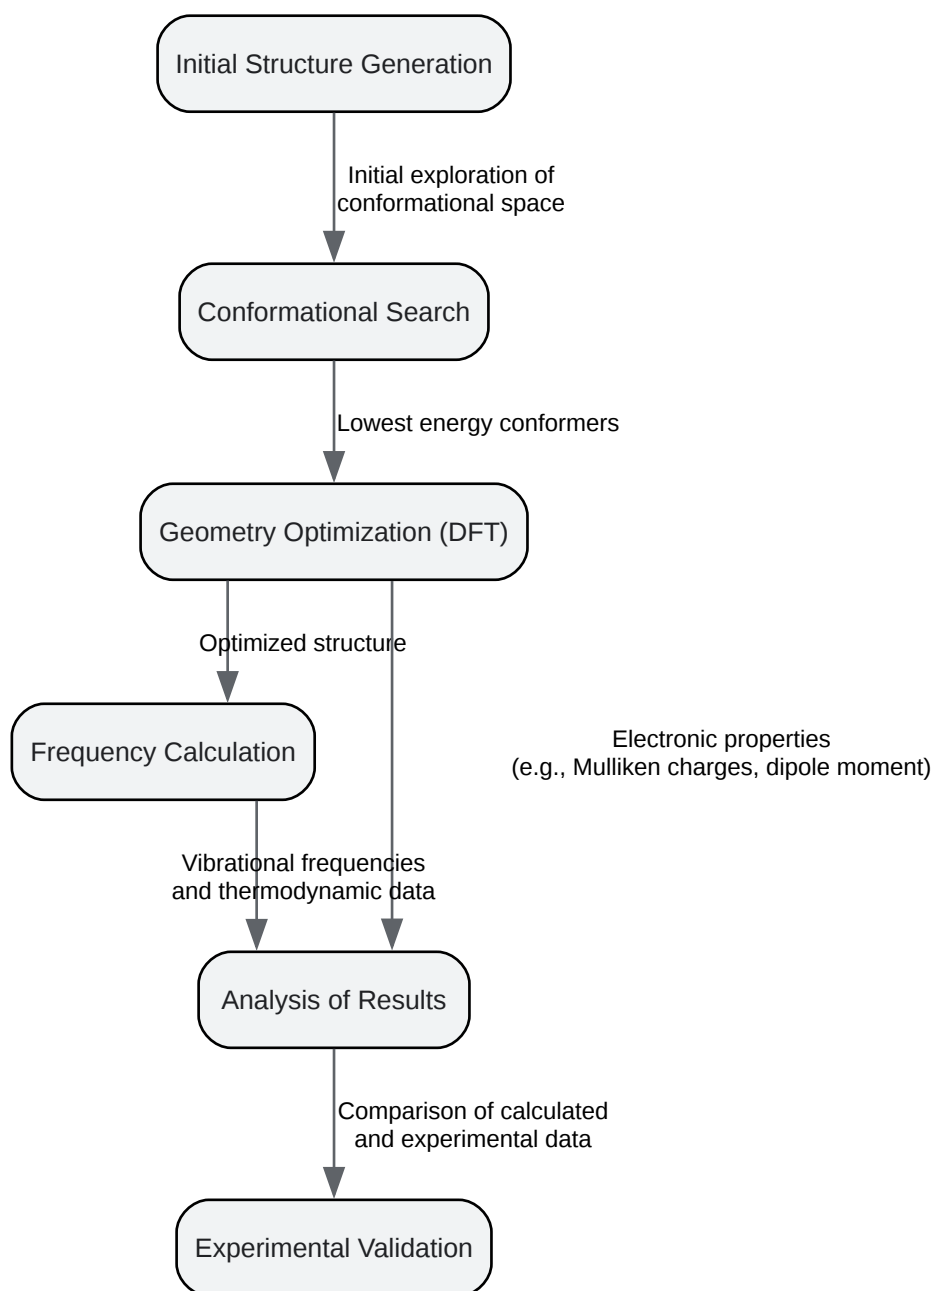 Initial Structure Generation
Initial exploration of
conformational space
Conformational Search
Lowest energy conformers
Geometry Optimization (DFT)
Optimized structure
Frequency Calculation
Electronic properties
(e.g., Mulliken charges, dipole moment)
Vibrational frequencies
and thermodynamic data
Analysis of Results
Comparison of calculated
and experimental data
Experimental Validation